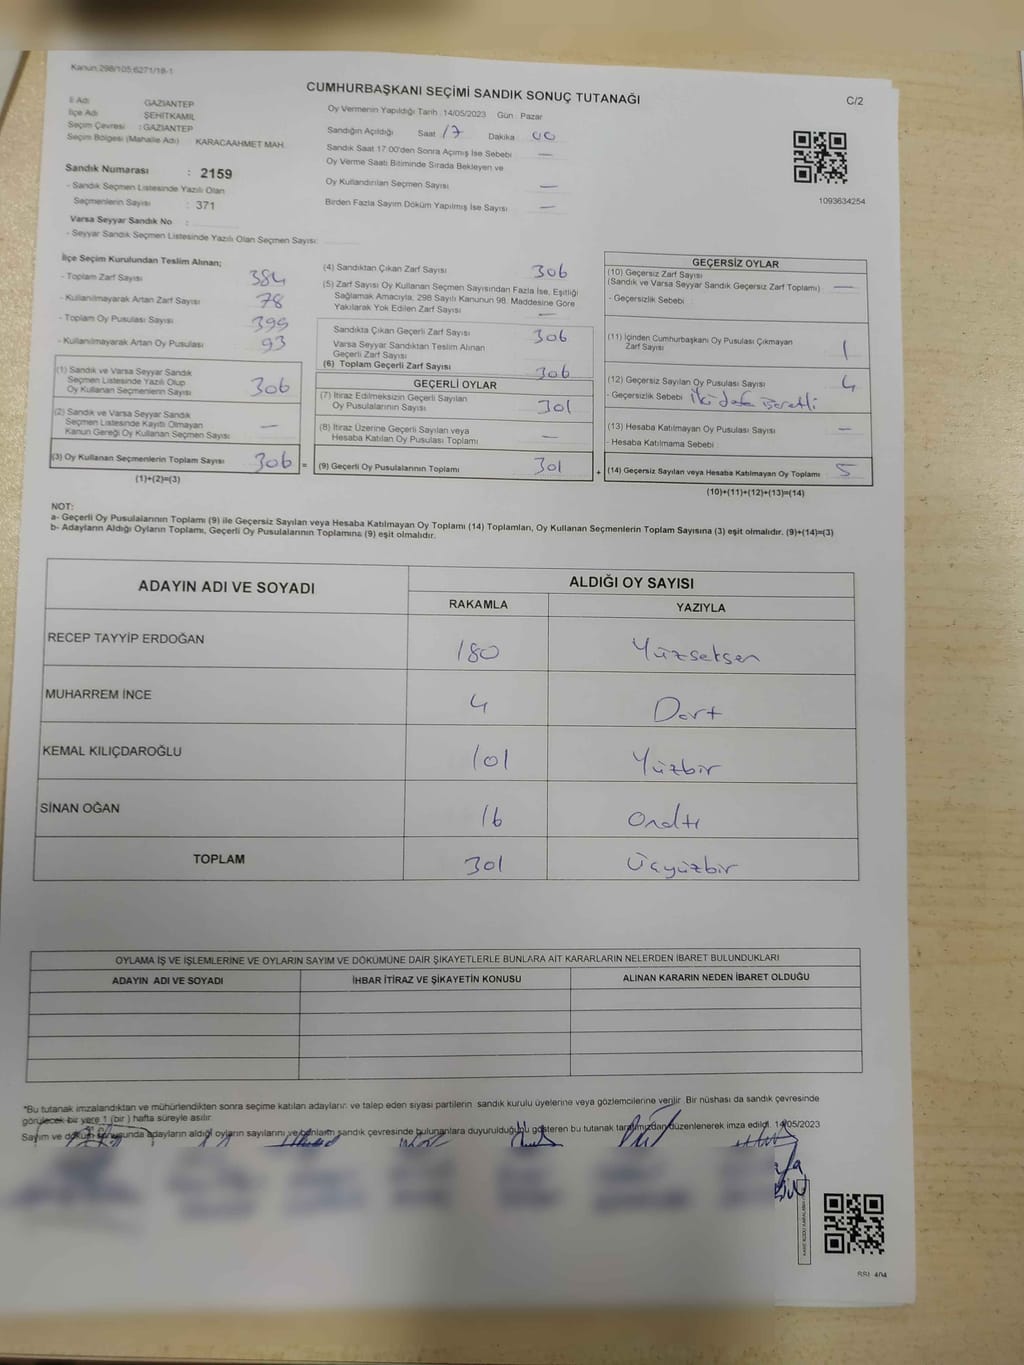 Kanun:298/105;6271/18-1
CUMHURBAŞKANI SEÇİMİ SANDIK SONUÇ TUTANAĞI
C/2
İl Adı GAZİANTEP
İlçe Adı ŞEHİTKAMİL
Seçim Çevresi : GAZİANTEP
Seçim Bölgesi (Mahalle Adı) KARACAAHMET MAH.
Oy Vermenin Yapıldığı Tarih :14/05/2023 Gün : Pazar
Sandığın Açıldığı Saat 17 Dakika 00
Sandık Saat 17:00'den Sonra Açımış İse Sebebi —
Oy Verme Saati Bitiminde Sırada Bekleyen ve
Oy Kullandırılan Seçmen Sayısı —
Birden Fazla Sayım Döküm Yapılmış İse Sayısı —
1093634254
Sandık Numarası : 2159
- Sandık Seçmen Listesinde Yazılı Olan
Seçmenlerin Sayısı : 371
Varsa Seyyar Sandık No :
- Seyyar Sandık Seçmen Listesinde Yazılı Olan Seçmen Sayısı:
İlçe Seçim Kurulundan Teslim Alınan;
- Toplam Zarf Sayısı 384
- Kullanılmayarak Artan Zarf Sayısı 78
- Toplam Oy Pusulası Sayısı 399
- Kullanılmayarak Artan Oy Pusulası 93
(1) Sandık ve Varsa Seyyar Sandık
Seçmen Listesinde Yazılı Olup
Oy Kullanan Seçmenlerin Sayısı 306
(2) Sandık ve Varsa Seyyar Sandık
Seçmen Listesinde Kayıtlı Olmayan
Kanun Gereği Oy Kullanan Seçmen Sayısı —
(3) Oy Kullanan Seçmenlerin Toplam Sayısı 306 =
(1)+(2)=(3)
(4) Sandıktan Çıkan Zarf Sayısı 306
(5) Zarf Sayısı Oy Kullanan Seçmen Sayısından Fazla İse, Eşitliği
Sağlamak Amacıyla; 298 Sayılı Kanunun 98. Maddesine Göre
Yakılarak Yok Edilen Zarf Sayısı —
Sandıkta Çıkan Geçerli Zarf Sayısı 306
Varsa Seyyar Sandıktan Teslim Alınan
Geçerli Zarf Sayısı
(6) Toplam Geçerli Zarf Sayısı 306
GEÇERLİ OYLAR
(7) İtiraz Edilmeksizin Geçerli Sayılan
Oy Pusulalarının Sayısı 301
(8) İtiraz Üzerine Geçerli Sayılan veya
Hesaba Katılan Oy Pusulası Toplamı —
(9) Geçerli Oy Pusulalarının Toplamı 301 +
GEÇERSİZ OYLAR
(10) Geçersiz Zarf Sayısı
(Sandık ve Varsa Seyyar Sandık Geçersiz Zarf Toplamı) —
- Geçersizlik Sebebi
(11) İçinden Cumhurbaşkanı Oy Pusulası Çıkmayan
Zarf Sayısı 1
(12) Geçersiz Sayılan Oy Pusulası Sayısı 4
- Geçersizlik Sebebi İki defa işaretli
(13) Hesaba Katılmayan Oy Pusulası Sayısı —
- Hesaba Katılmama Sebebi
(14) Geçersiz Sayılan veya Hesaba Katılmayan Oy Toplamı 5
(10)+(11)+(12)+(13)=(14)
NOT:
a- Geçerli Oy Pusulalarının Toplamı (9) ile Geçersiz Sayılan veya Hesaba Katılmayan Oy Toplamı (14) Toplamları, Oy Kullanan Seçmenlerin Toplam Sayısına (3) eşit olmalıdır. (9)+(14)=(3)
b- Adayların Aldığı Oyların Toplamı, Geçerli Oy Pusulalarının Toplamına (9) eşit olmalıdır.
ADAYIN ADI VE SOYADI
ALDIĞI OY SAYISI
RAKAMLA YAZIYLA
RECEP TAYYİP ERDOĞAN 180 Yüzseksen
MUHARREM İNCE 4 Dört
KEMAL KILIÇDAROĞLU 101 Yüzbir
SİNAN OĞAN 16 Onaltı
TOPLAM 301 Üçyüzbir
OYLAMA İŞ VE İŞLEMLERİNE VE OYLARIN SAYIM VE DÖKÜMÜNE DAİR ŞİKAYETLERLE BUNLARA AİT KARARLARIN NELERDEN İBARET BULUNDUKLARI
ADAYIN ADI VE SOYADI İHBAR İTİRAZ VE ŞİKAYETİN KONUSU ALINAN KARARIN NEDEN İBARET OLDUĞU
*Bu tutanak imzalandıktan ve mühürlendikten sonra seçime katılan adayların ve talep eden siyasi partilerin sandık kurulu üyelerine veya gözlemcilerine verilir. Bir nüshası da sandık çevresinde
görülecek bir yere 1 (bir) hafta süreyle asılır.
Sayım ve döküm sonunda adayların aldığı oyların sayılarını ve bunların sandık çevresinde bulunanlara duyurulduğunu gösteren bu tutanak tarafımızdan düzenlenerek imza edildi. 14/05/2023